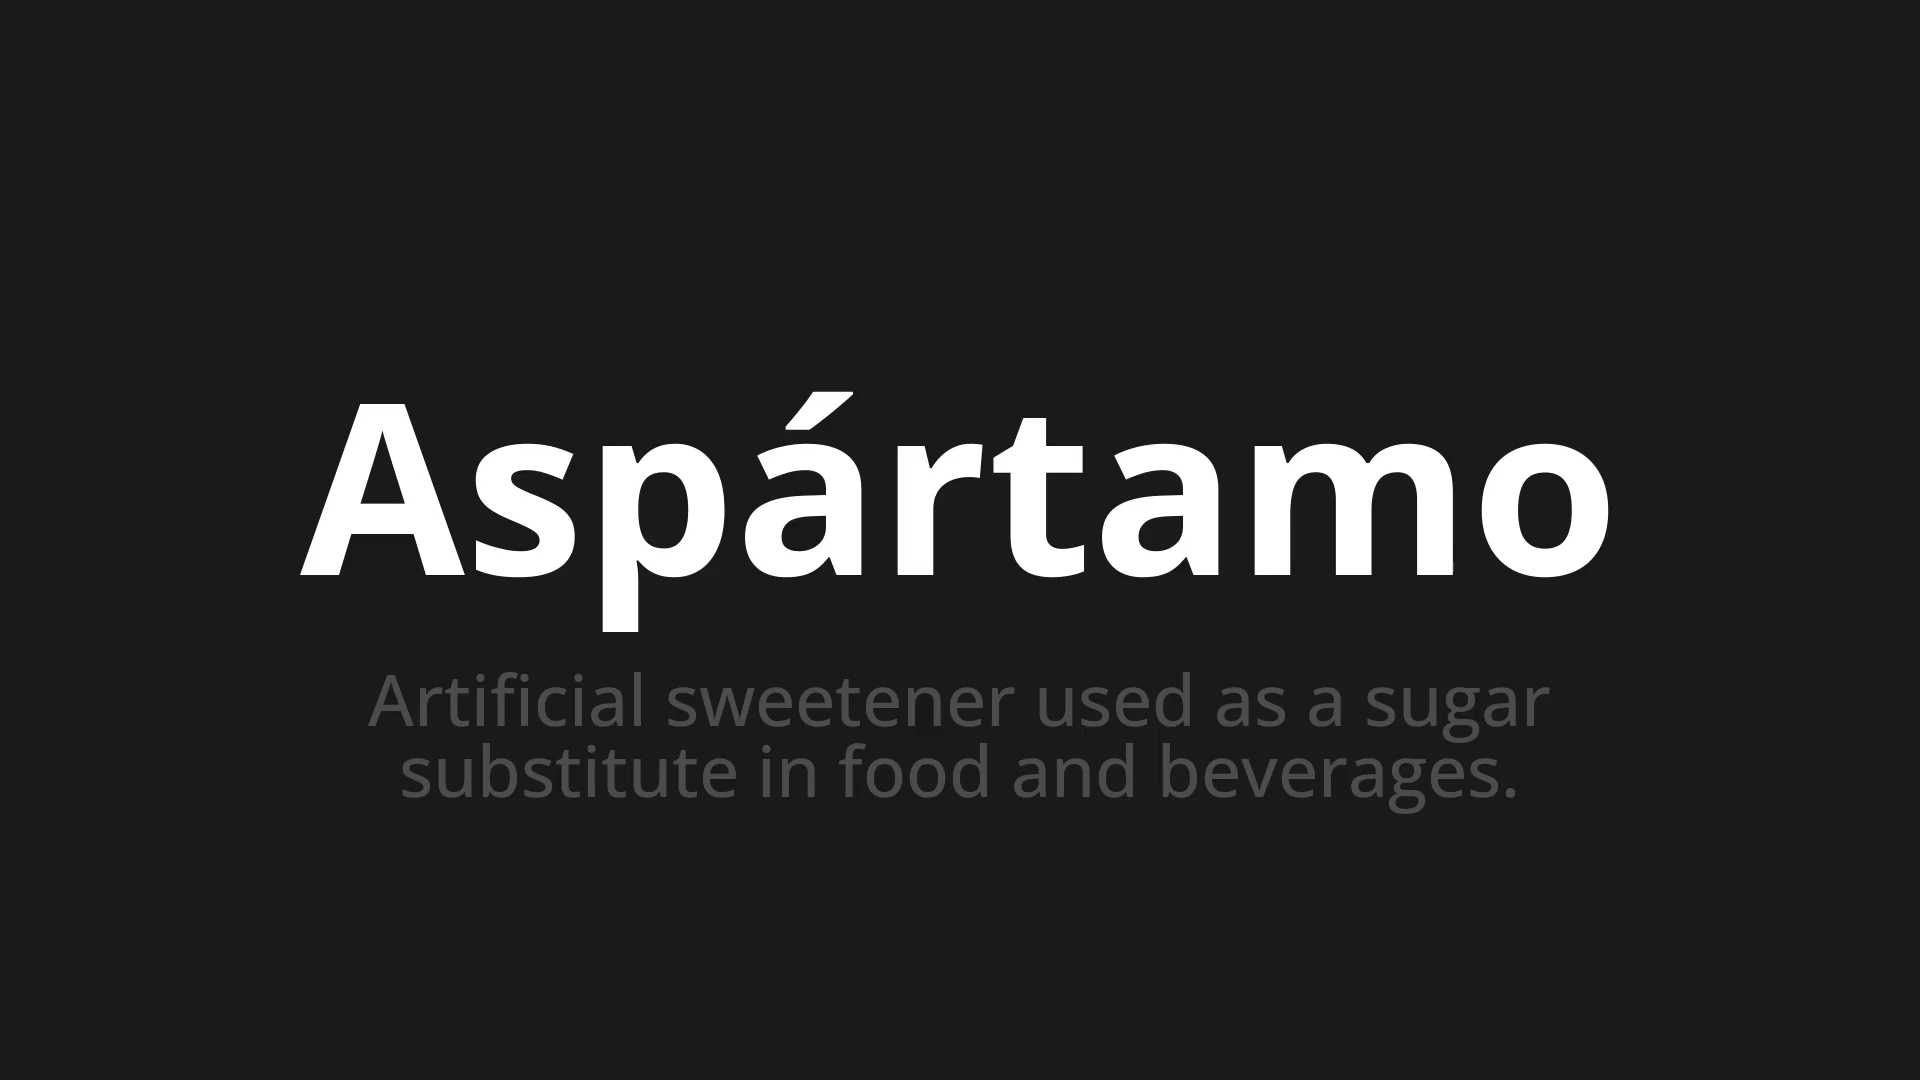 Aspártamo
Artificial sweetener used as a sugar
substitute in food and beverages.